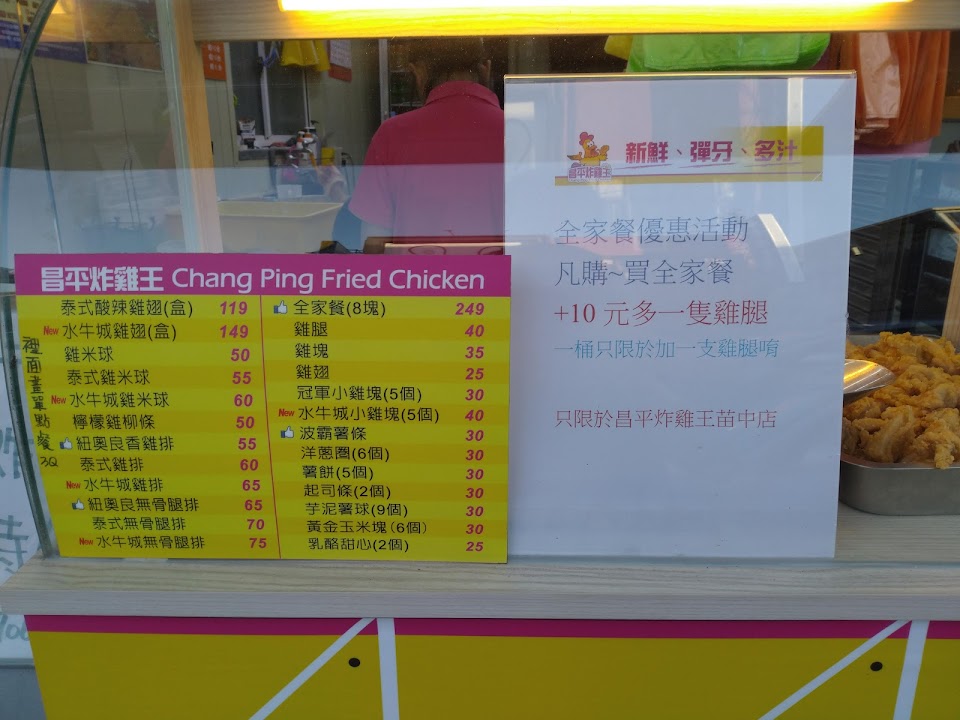 昌平炸雞王 Chang Ping Fried Chicken
泰式酸辣雞翅(盒) 119
New 水牛城雞翅(盒) 149
雞米球 50
泰式雞米球 55
New 水牛城雞米球 60
檸檬雞柳條 50
紐奧良香雞排 55
泰式雞排 60
New 水牛城雞排 65
紐奧良無骨腿排 65
泰式無骨腿排 70
New 水牛城無骨腿排 75
全家餐(8塊) 249
雞腿 40
雞塊 35
雞翅 25
冠軍小雞塊(5個) 30
New 水牛城小雞塊(5個) 40
波霸薯條 30
洋蔥圈(6個) 30
薯餅(5個) 30
起司條(2個) 30
芋泥薯球(9個) 30
黃金玉米塊(6個) 30
乳酪甜心(2個) 25
裡面畫單點餐3Q
昌平炸雞王
新鮮、彈牙、多汁
全家餐優惠活動
凡購~買全家餐
+10 元多一隻雞腿
一桶只限於加一支雞腿唷
只限於昌平炸雞王苗中店